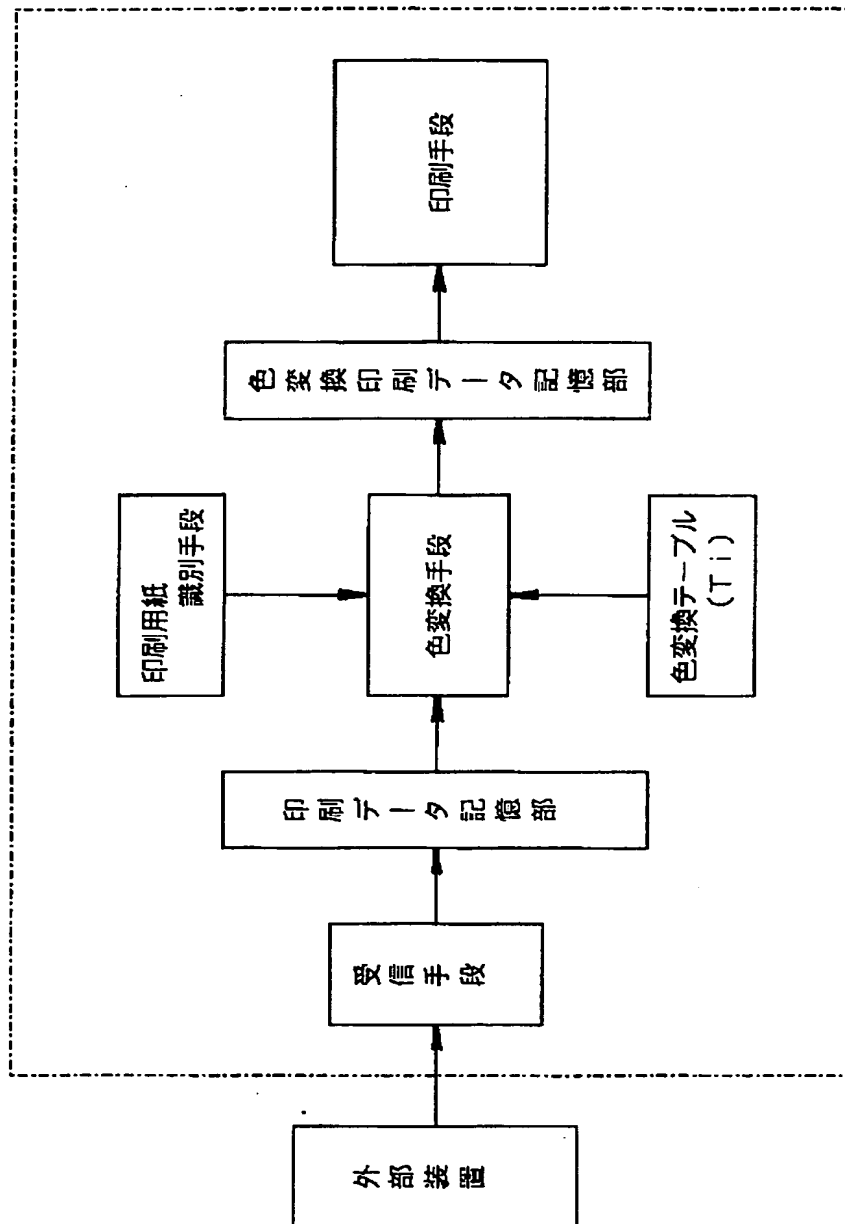 外部装置
受信手段
印刷データ記憶部
印刷用紙
識別手段
色変換手段
色変換テーブル
(Ti)
色変換印刷データ記憶部
印刷手段